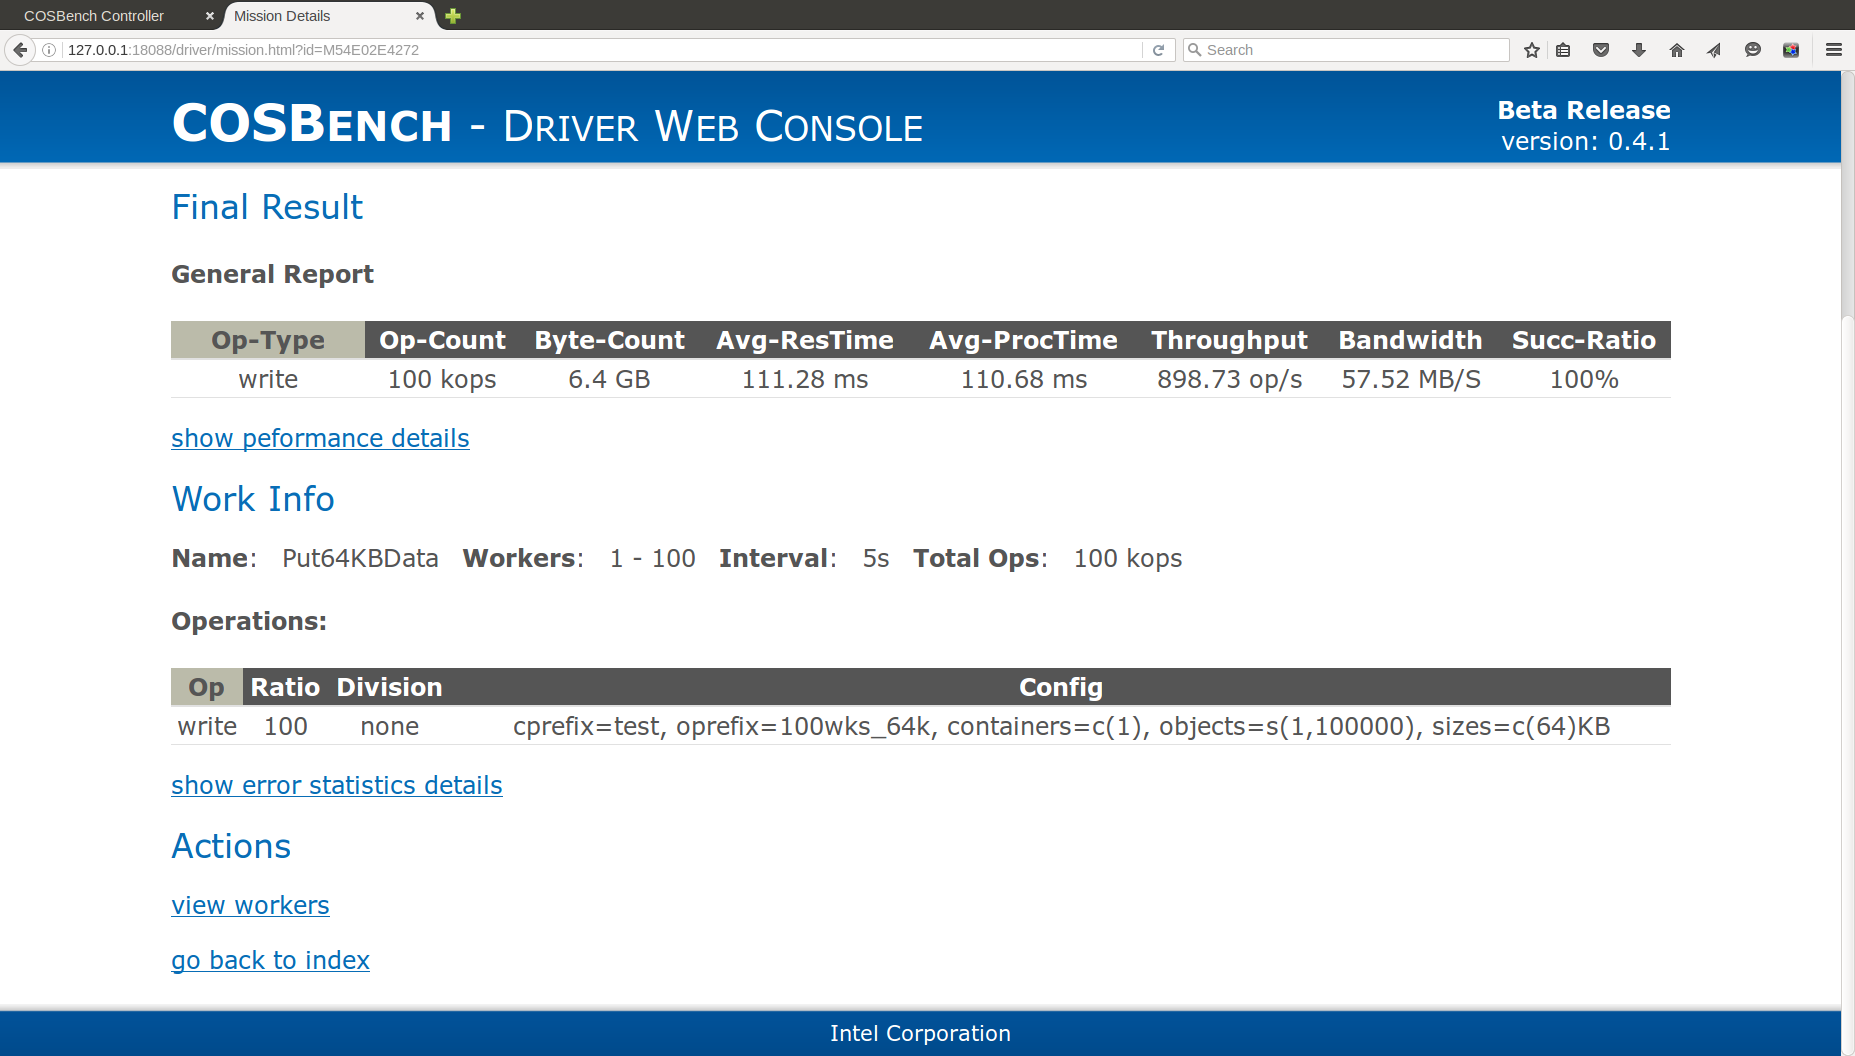 COSBench Controller × Mission Details ×
127.0.0.1:18088/driver/mission.html?id=M54E02E4272 Search
COSBENCH - DRIVER WEB CONSOLE
Beta Release
version: 0.4.1
Final Result
General Report
Op-Type Op-Count Byte-Count Avg-ResTime Avg-ProcTime Throughput Bandwidth Succ-Ratio
write 100 kops 6.4 GB 111.28 ms 110.68 ms 898.73 op/s 57.52 MB/S 100%
show peformance details
Work Info
Name: Put64KBData Workers: 1 - 100 Interval: 5s Total Ops: 100 kops
Operations:
Op Ratio Division Config
write 100 none cprefix=test, oprefix=100wks_64k, containers=c(1), objects=s(1,100000), sizes=c(64)KB
show error statistics details
Actions
view workers
go back to index
Intel Corporation